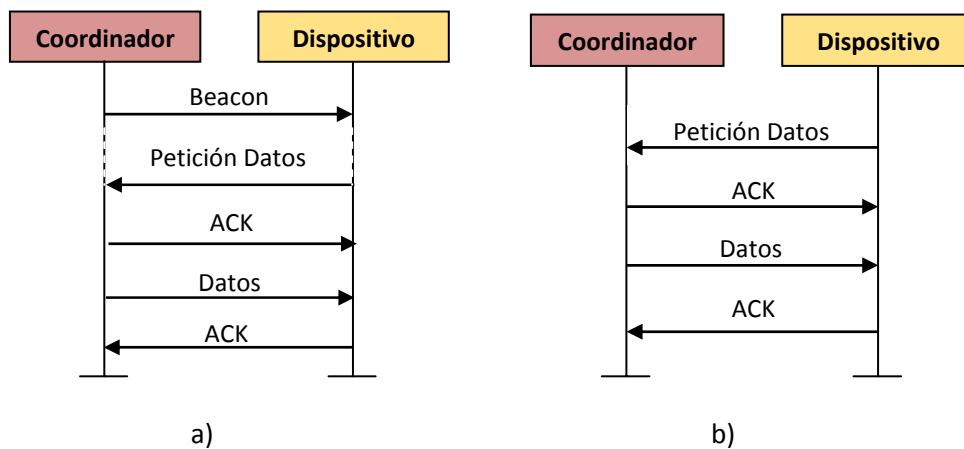 Coordinador
Dispositivo
Beacon
Petición Datos
ACK
Datos
ACK
a)
Coordinador
Dispositivo
Petición Datos
ACK
Datos
ACK
b)